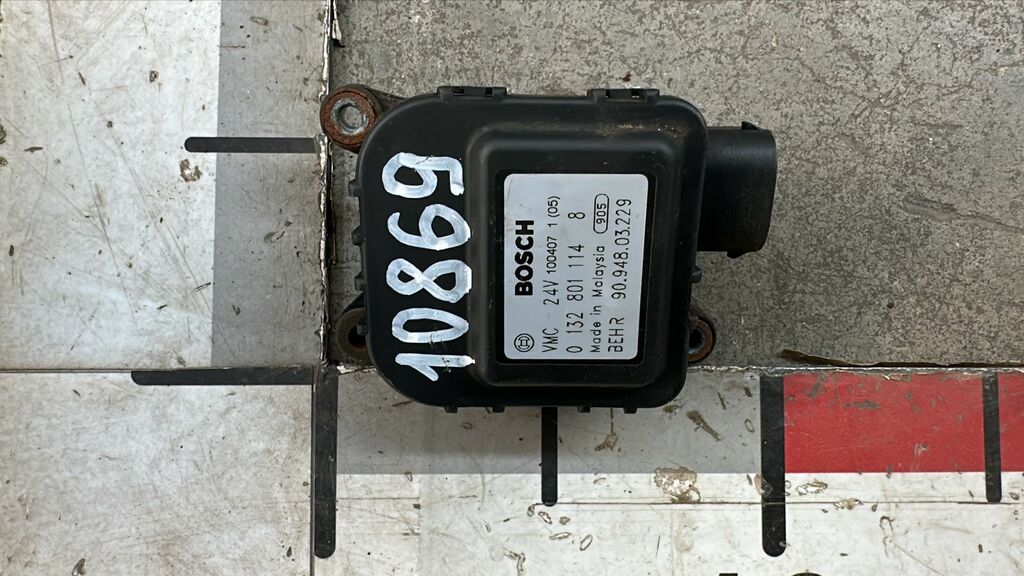 10869
BOSCH
VMC 24V 100407 1 (05)
0 132 801 114 8
Made in Malaysia 905
BEHR 90.948.03.229